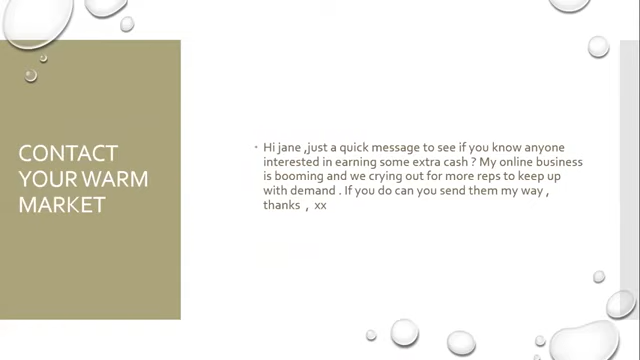 CONTACT
YOUR WARM
MARKET
• Hi jane ,just a quick message to see if you know anyone
interested in earning some extra cash ? My online business
is booming and we crying out for more reps to keep up
with demand . If you do can you send them my way ,
thanks , xx